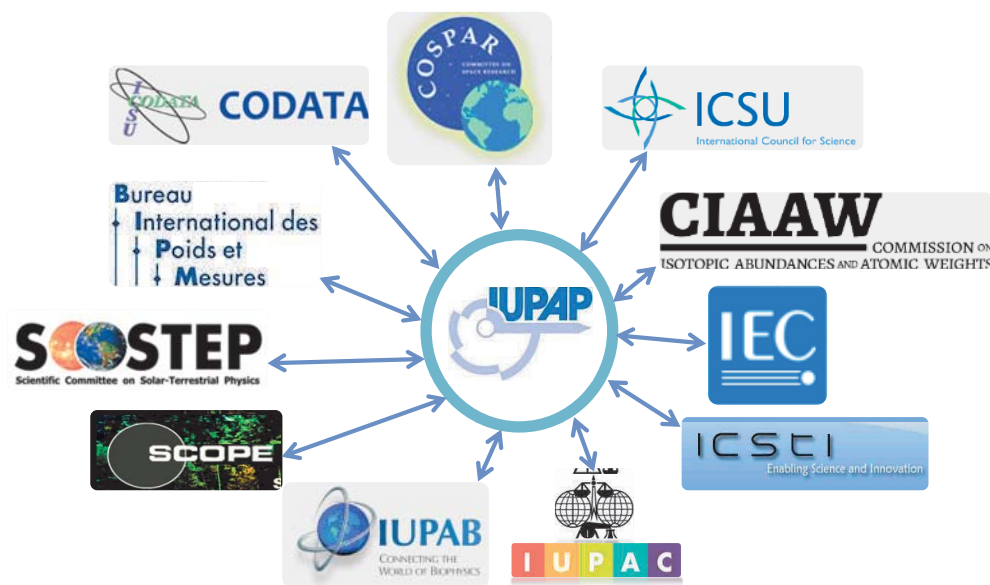 COSPAR
COMMITTEE ON
SPACE RESEARCH
ICSU
CODATA
CODATA
ICSU
International Council for Science
Bureau
International des
Poids et
Mesures
CIAAW
COMMISSION ON
ISOTOPIC ABUNDANCES AND ATOMIC WEIGHTS
IUPAP
IEC
SCOSTEP
Scientific Committee on Solar-Terrestrial Physics
SCOPE
S
ICSTI
Enabling Science and Innovation
IUPAB
CONNECTING THE
WORLD OF BIOPHYSICS
IUPAC